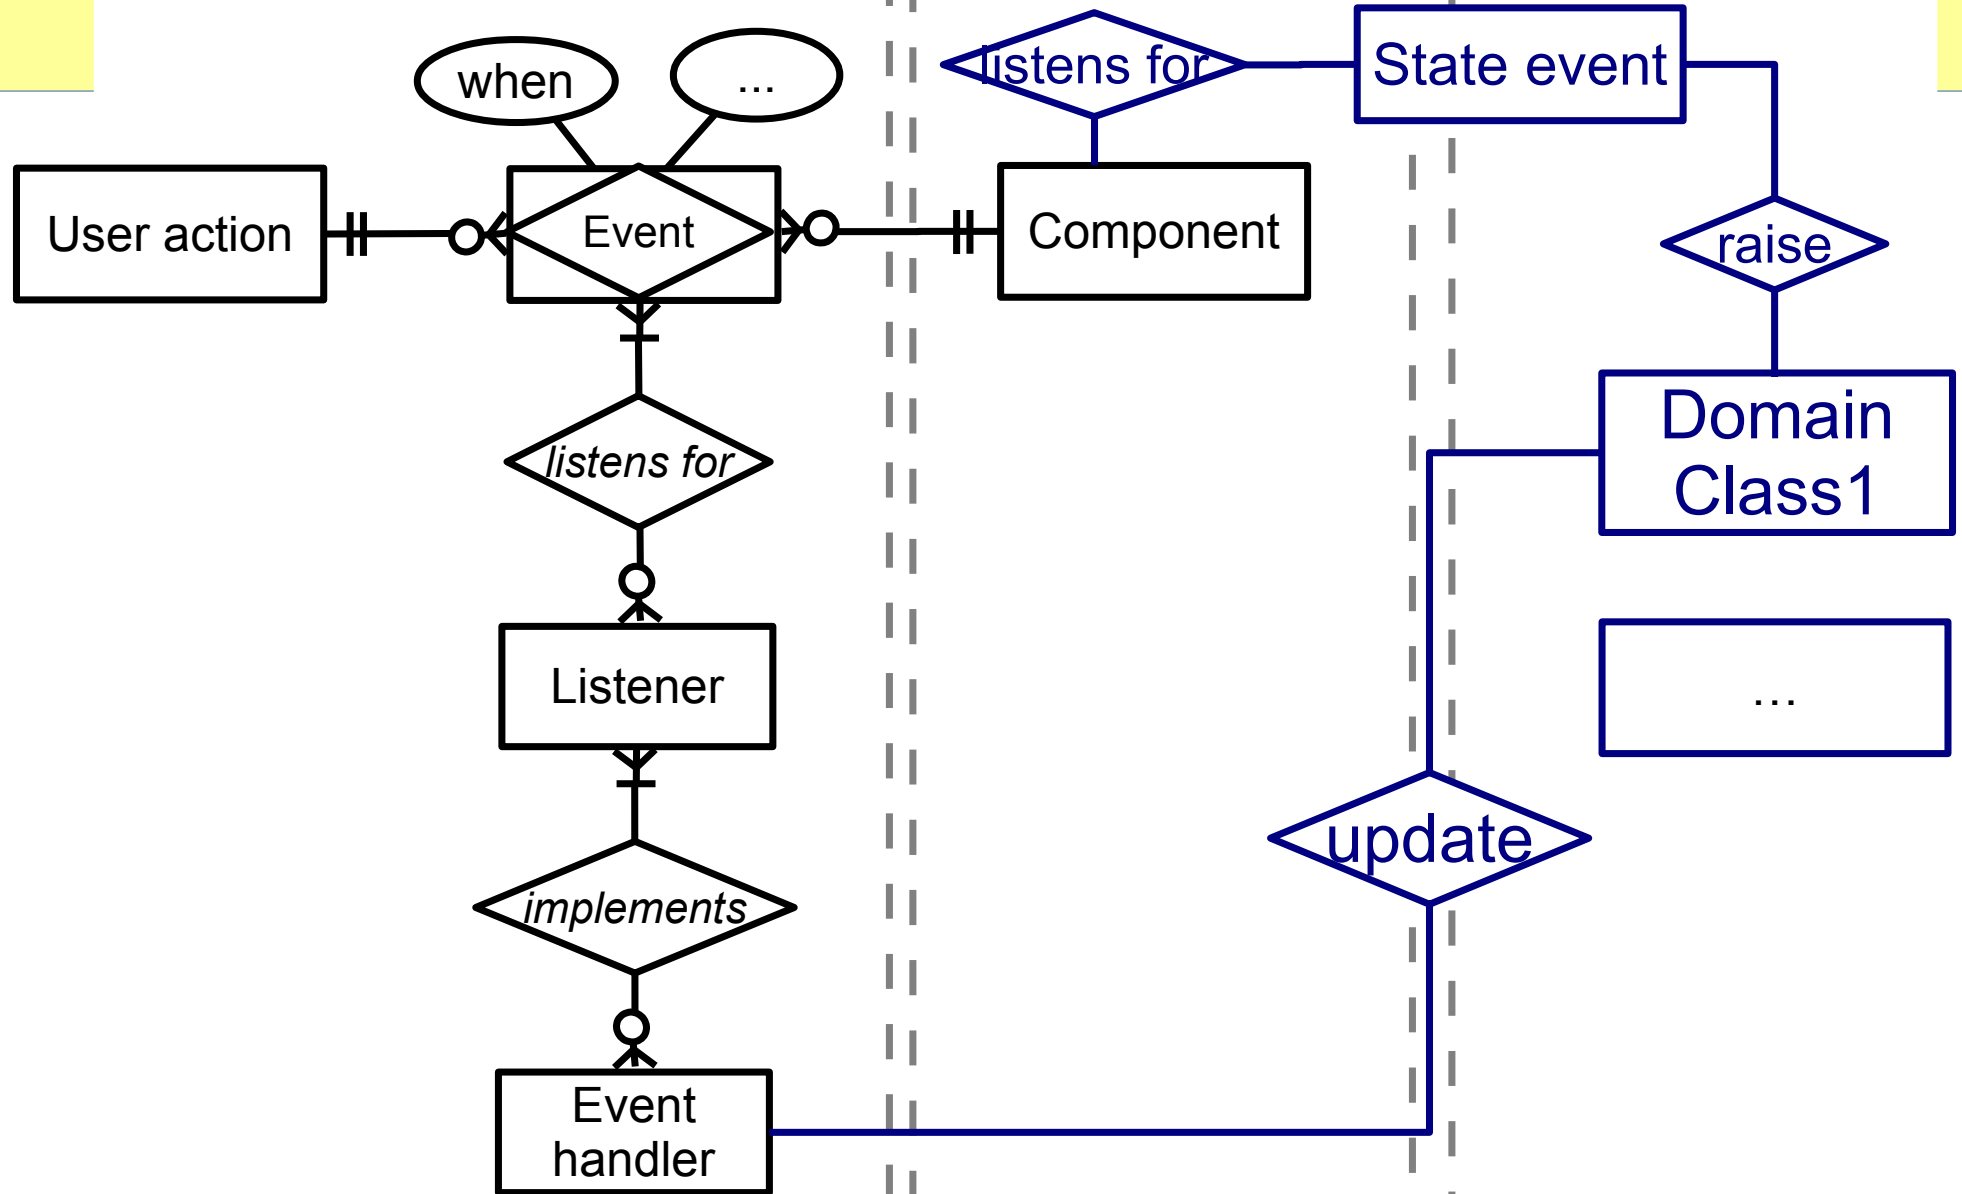 when
...
listens for
State event
User action
Event
Component
raise
Domain
Class1
listens for
Listener
...
update
implements
Event
handler